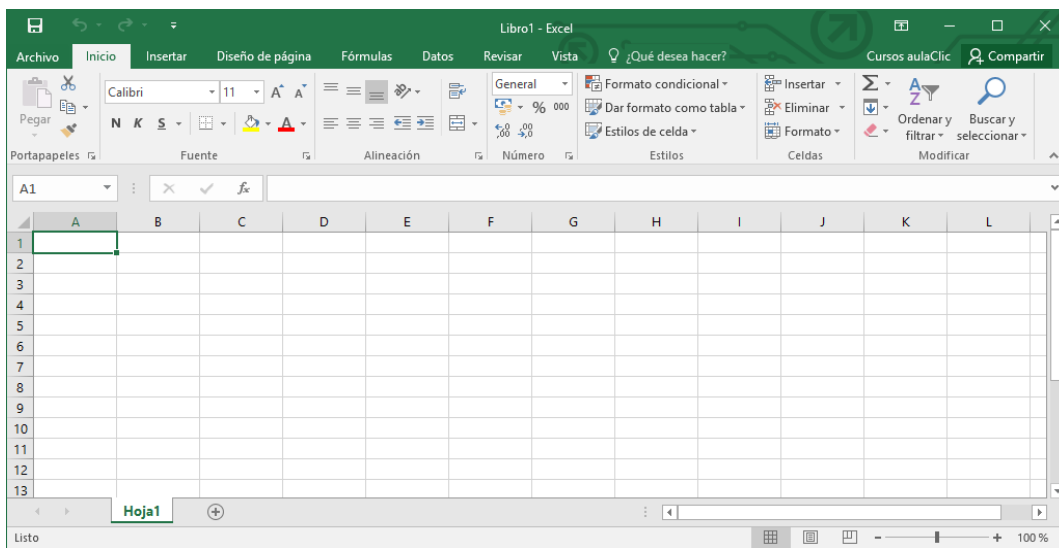 Libro1 - Excel
Archivo Inicio Insertar Diseño de página Fórmulas Datos Revisar Vista ¿Qué desea hacer? Cursos aulaClic Compartir
Pegar
Portapapeles
Calibri 11 A A
N K S A
Fuente
Alineación
General
% 000
,00 ,0
Número
Formato condicional
Dar formato como tabla
Estilos de celda
Estilos
Insertar
Eliminar
Formato
Celdas
Σ
A Z
Ordenar y filtrar
Buscar y seleccionar
Modificar
A1 fx
A B C D E F G H I J K L
1
2
3
4
5
6
7
8
9
10
11
12
13
Hoja1
Listo 100 %